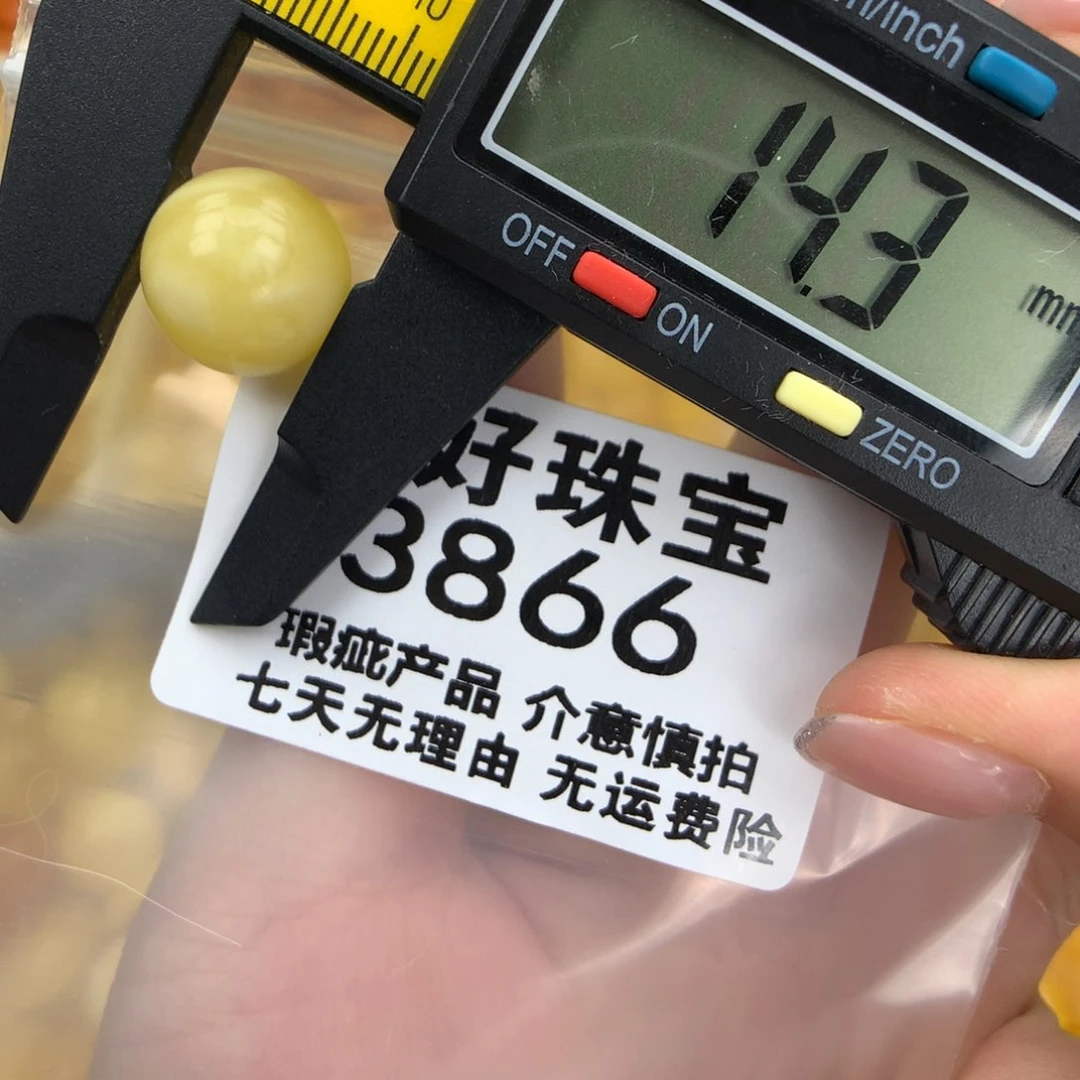 10
m/inch
14.3
mm
OFF
ON
ZERO
好珠宝
3866
瑕疵产品 介意慎拍
七天无理由 无运费险